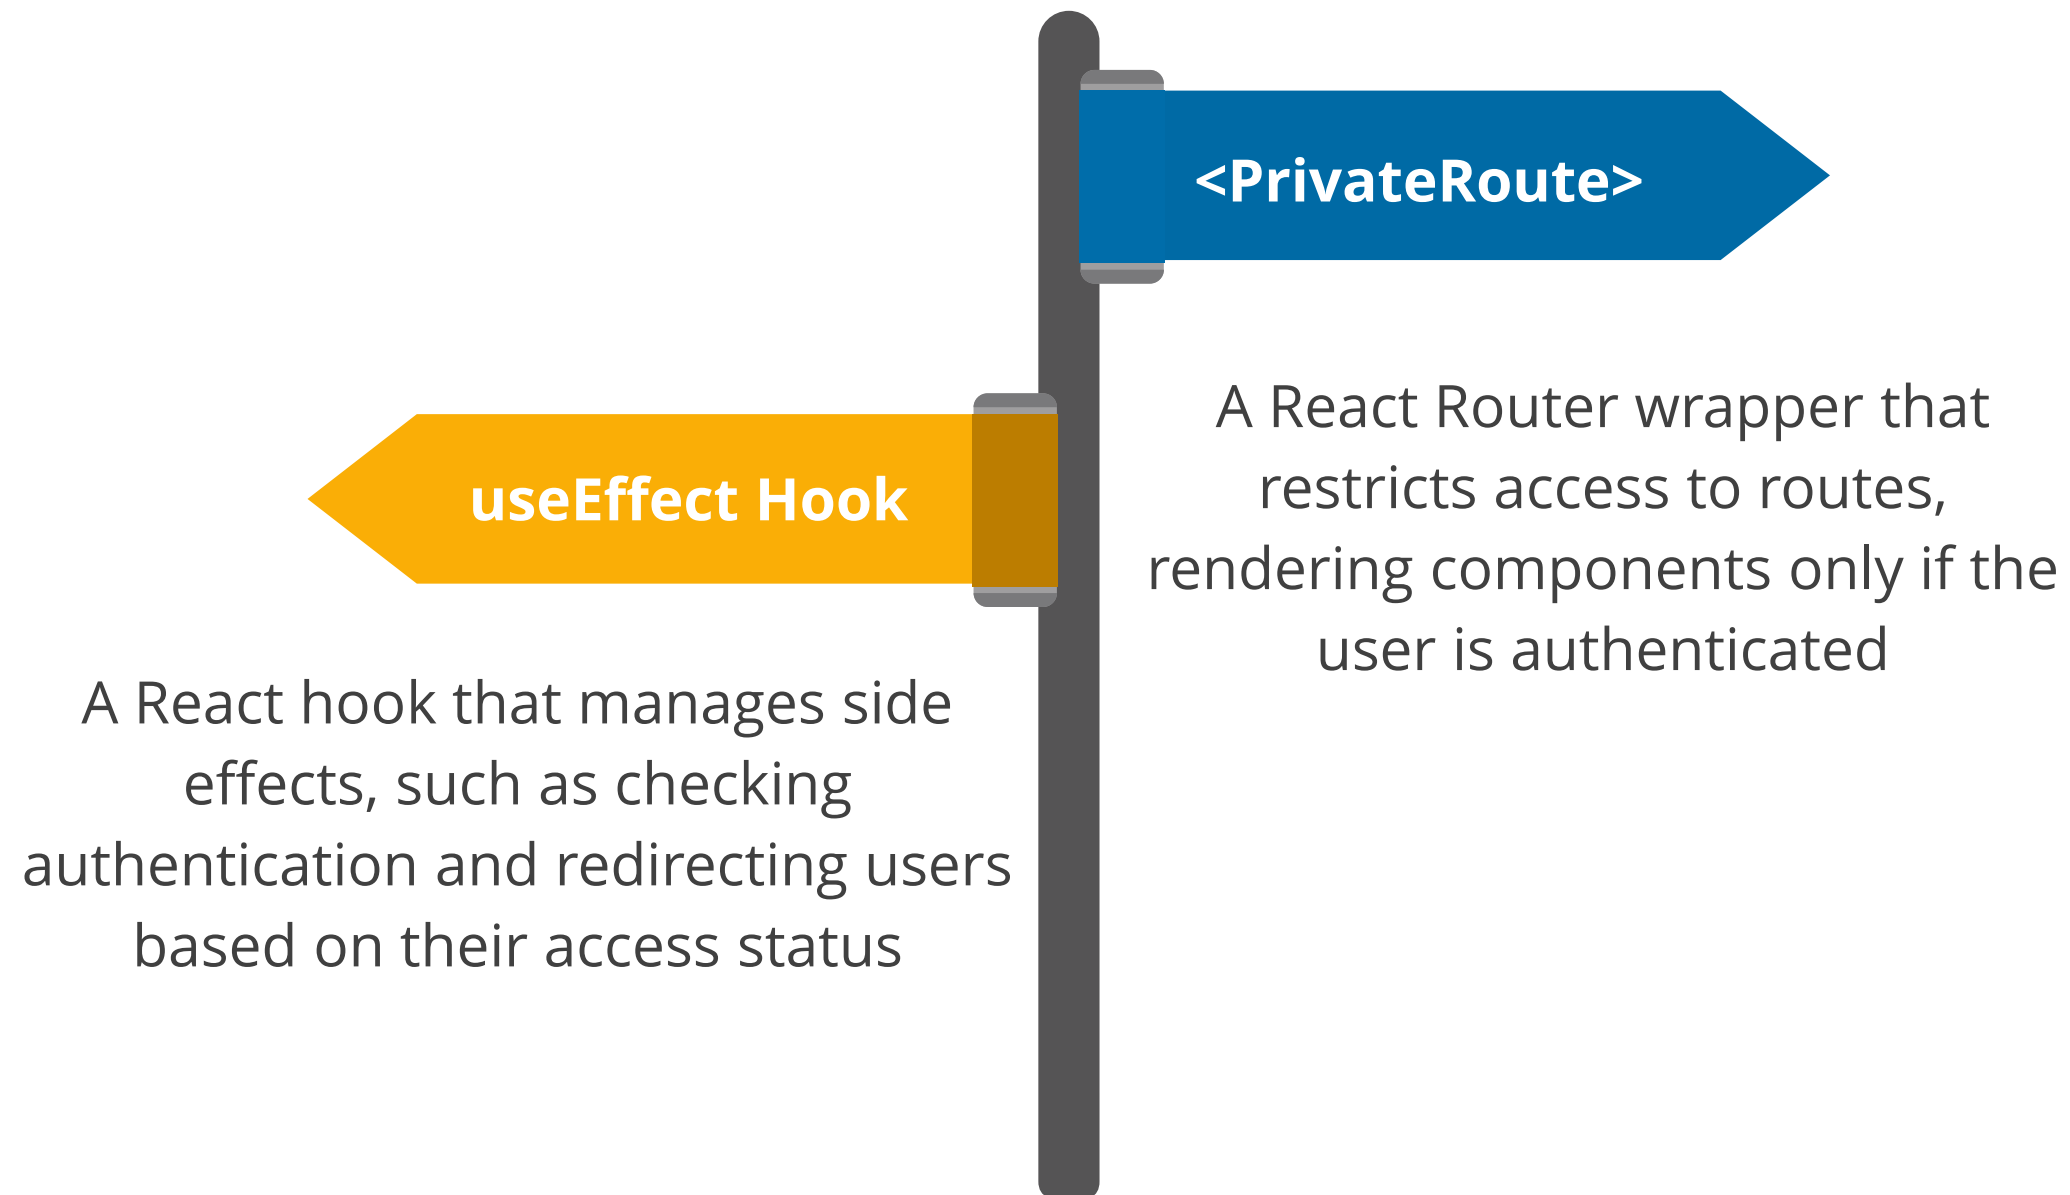 <PrivateRoute>
A React Router wrapper that
restricts access to routes,
rendering components only if the
user is authenticated
useEffect Hook
A React hook that manages side
effects, such as checking
authentication and redirecting users
based on their access status